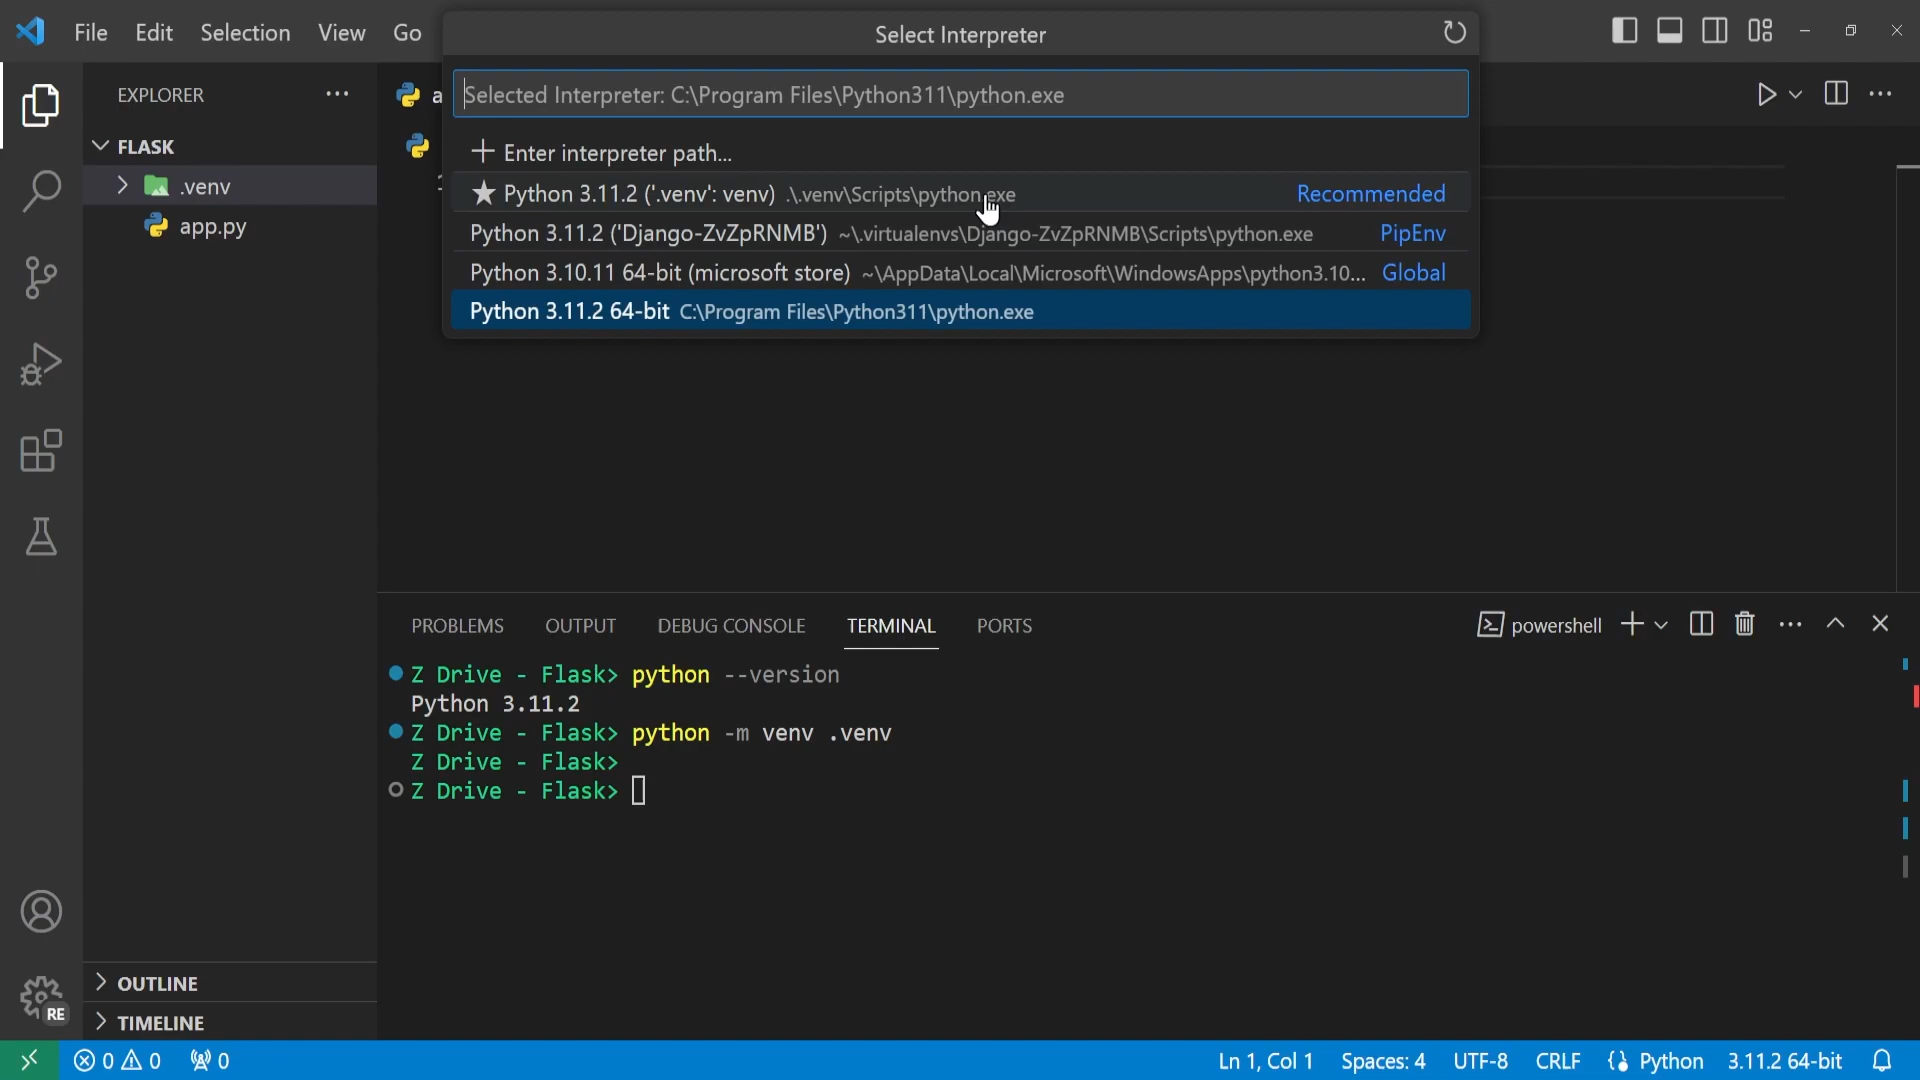 File Edit Selection View Go
Select Interpreter
EXPLORER
Selected Interpreter: C:\Program Files\Python311\python.exe
FLASK
Enter interpreter path...
.venv
Python 3.11.2 ('.venv': venv) .\.venv\Scripts\python.exe Recommended
app.py
Python 3.11.2 ('Django-ZvZpRNMB') ~\.virtualenvs\Django-ZvZpRNMB\Scripts\python.exe PipEnv
Python 3.10.11 64-bit (microsoft store) ~\AppData\Local\Microsoft\WindowsApps\python3.10... Global
Python 3.11.2 64-bit C:\Program Files\Python311\python.exe
PROBLEMS OUTPUT DEBUG CONSOLE TERMINAL PORTS
powershell
Z Drive - Flask> python --version
Python 3.11.2
Z Drive - Flask> python -m venv .venv
Z Drive - Flask>
Z Drive - Flask>
OUTLINE
RE
TIMELINE
0 0 0
Ln 1, Col 1 Spaces: 4 UTF-8 CRLF Python 3.11.2 64-bit